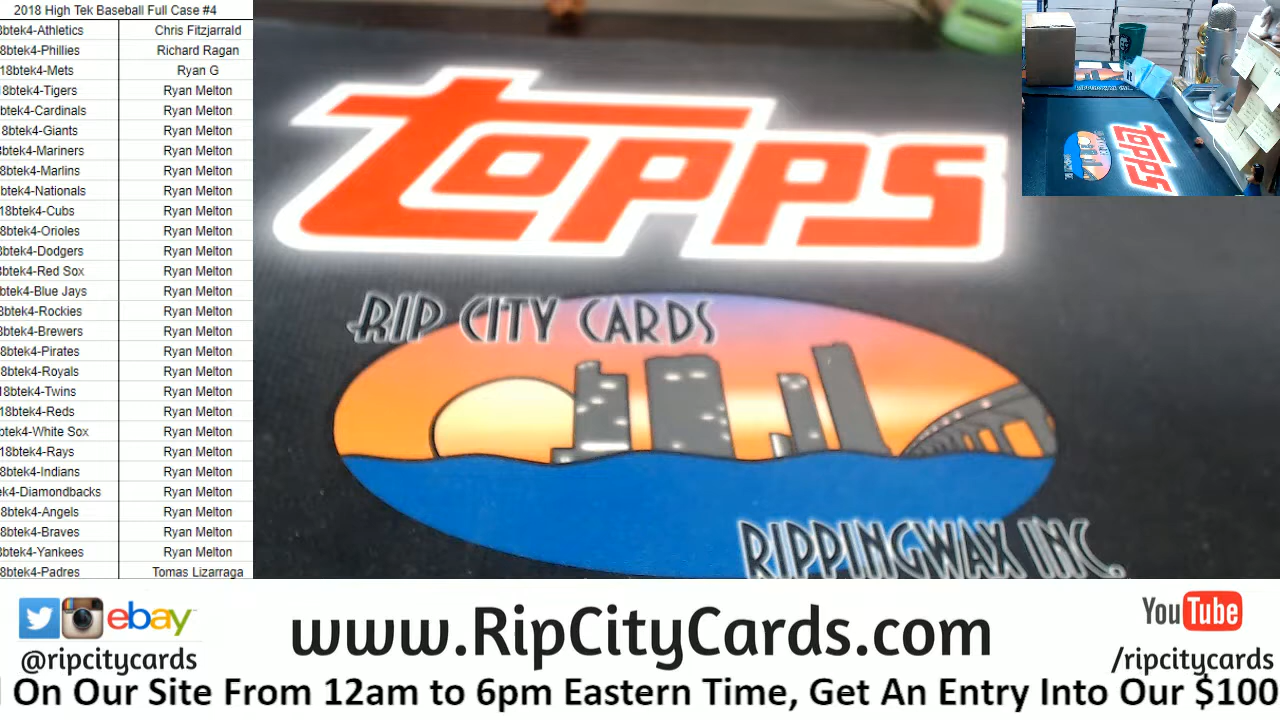 2018 High Tek Baseball Full Case #4
8btek4-Athletics Chris Fitzjarrald
8btek4-Phillies Richard Ragan
18btek4-Mets Ryan G
8btek4-Tigers Ryan Melton
btek4-Cardinals Ryan Melton
8btek4-Giants Ryan Melton
8btek4-Mariners Ryan Melton
8btek4-Marlins Ryan Melton
btek4-Nationals Ryan Melton
18btek4-Cubs Ryan Melton
8btek4-Orioles Ryan Melton
8btek4-Dodgers Ryan Melton
8btek4-Red Sox Ryan Melton
btek4-Blue Jays Ryan Melton
8btek4-Rockies Ryan Melton
8btek4-Brewers Ryan Melton
8btek4-Pirates Ryan Melton
8btek4-Royals Ryan Melton
18btek4-Twins Ryan Melton
18btek4-Reds Ryan Melton
btek4-White Sox Ryan Melton
18btek4-Rays Ryan Melton
8btek4-Indians Ryan Melton
ek4-Diamondbacks Ryan Melton
8btek4-Angels Ryan Melton
8btek4-Braves Ryan Melton
8btek4-Yankees Ryan Melton
8btek4-Padres Tomas Lizarraga
topps
RIP CITY CARDS
RIPPINGWAX INC.
topps
ebay
@ripcitycards
www.RipCityCards.com
YouTube
/ripcitycards
On Our Site From 12am to 6pm Eastern Time, Get An Entry Into Our $100